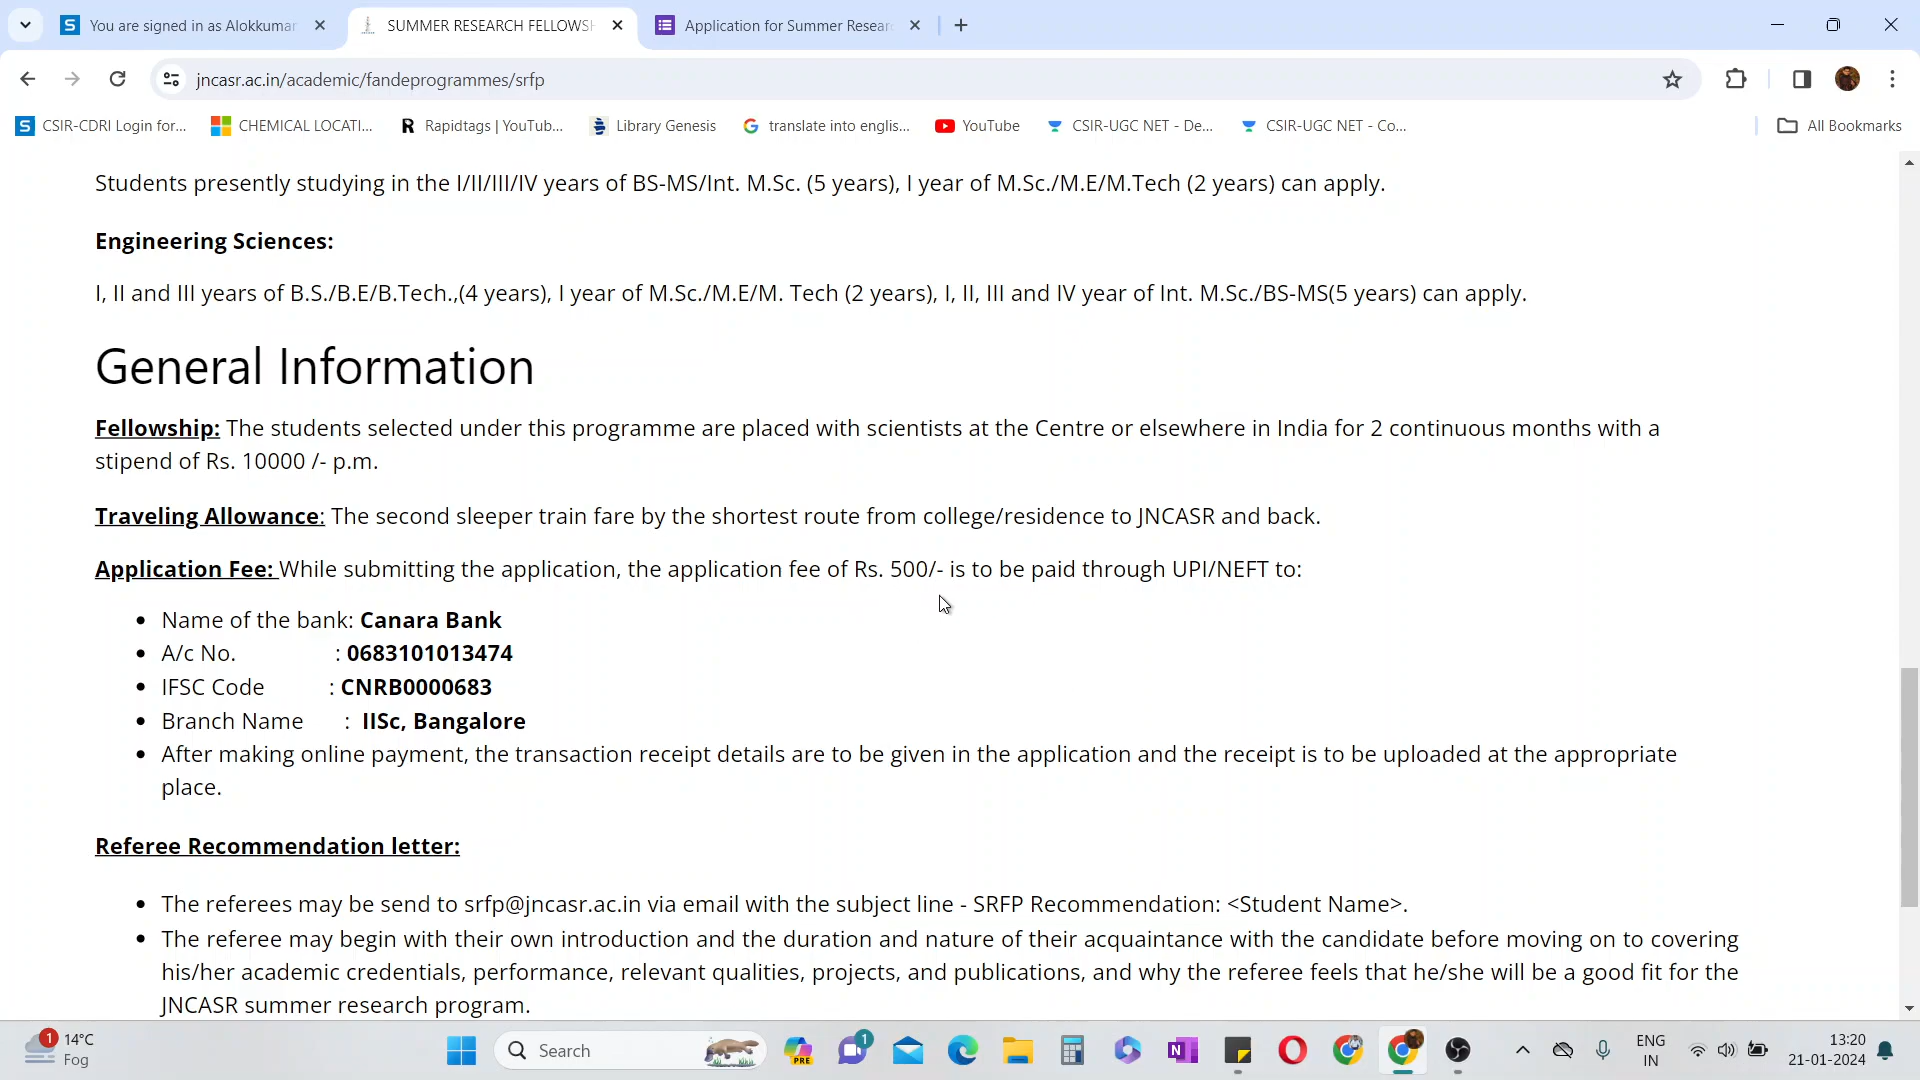 You are signed in as Alokkumar
SUMMER RESEARCH FELLOWSH
Application for Summer Resear
jncasr.ac.in/academic/fandeprogrammes/srfp
CSIR-CDRI Login for...
CHEMICAL LOCATI...
Rapidtags | YouTub...
Library Genesis
translate into englis...
YouTube
CSIR-UGC NET - De...
CSIR-UGC NET - Co...
All Bookmarks
Students presently studying in the I/II/III/IV years of BS-MS/Int. M.Sc. (5 years), I year of M.Sc./M.E/M.Tech (2 years) can apply.
Engineering Sciences:
I, II and III years of B.S./B.E/B.Tech.,(4 years), I year of M.Sc./M.E/M. Tech (2 years), I, II, III and IV year of Int. M.Sc./BS-MS(5 years) can apply.
General Information
Fellowship: The students selected under this programme are placed with scientists at the Centre or elsewhere in India for 2 continuous months with a
stipend of Rs. 10000 /- p.m.
Traveling Allowance: The second sleeper train fare by the shortest route from college/residence to JNCASR and back.
Application Fee: While submitting the application, the application fee of Rs. 500/- is to be paid through UPI/NEFT to:
• Name of the bank: Canara Bank
• A/c No. : 0683101013474
• IFSC Code : CNRB0000683
• Branch Name : IISc, Bangalore
• After making online payment, the transaction receipt details are to be given in the application and the receipt is to be uploaded at the appropriate
place.
Referee Recommendation letter:
• The referees may be send to srfp@jncasr.ac.in via email with the subject line - SRFP Recommendation: <Student Name>.
• The referee may begin with their own introduction and the duration and nature of their acquaintance with the candidate before moving on to covering
his/her academic credentials, performance, relevant qualities, projects, and publications, and why the referee feels that he/she will be a good fit for the
JNCASR summer research program.
1
14°C
Fog
Search
PRE
1
ENG
IN
13:20
21-01-2024